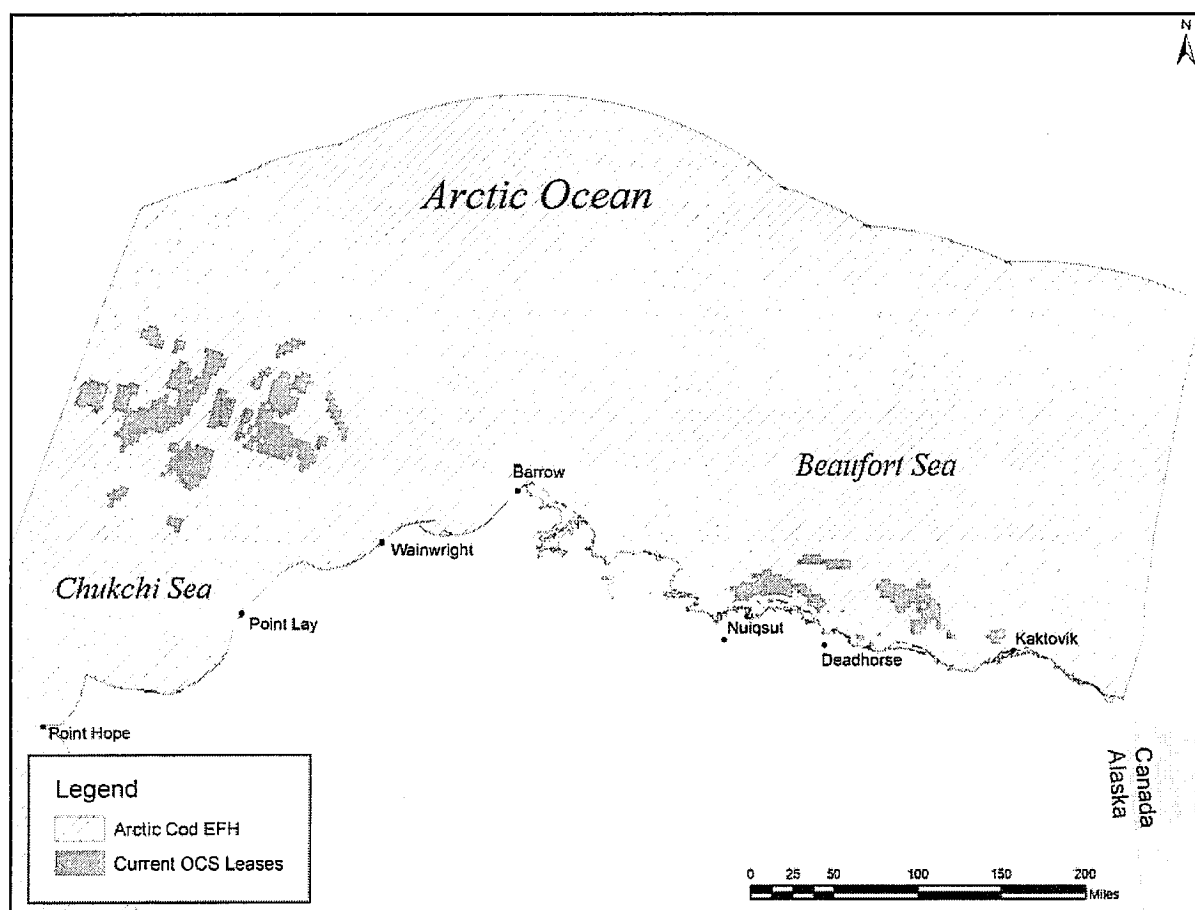 N
Arctic Ocean
Beaufort Sea
Barrow
Wainwright
Chukchi Sea
Point Lay
Nuiqsut
Kaktovik
Deadhorse
Point Hope
Canada
Alaska
Legend
Arctic Cod EFH
Current OCS Leases
0 25 50 100 150 200
Miles